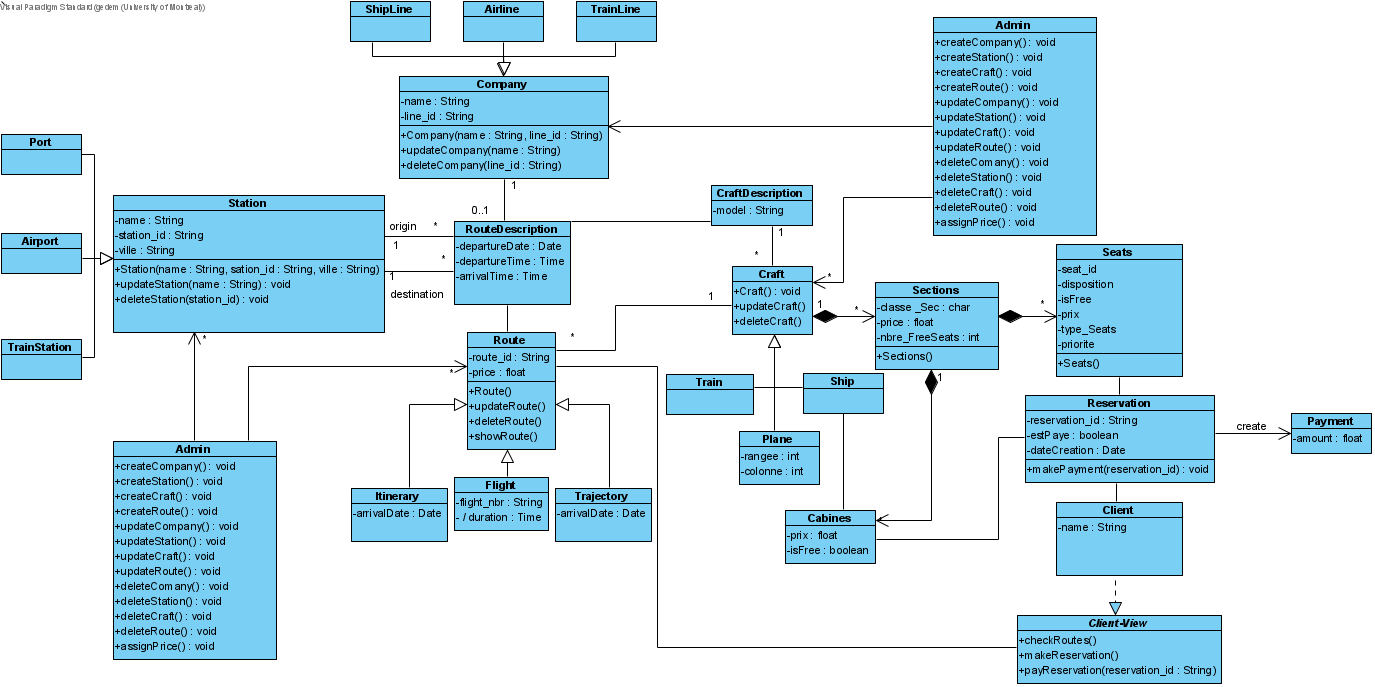 Visual Paradigm Standard(gedem (University of Montreal))
ShipLine
Airline
TrainLine
Company
-name : String
-line_id : String
+Company(name : String, line_id : String)
+updateCompany(name : String)
+deleteCompany(line_id : String)
Admin
+createCompany() : void
+createStation() : void
+createCraft() : void
+createRoute() : void
+updateCompany() : void
+updateStation() : void
+updateCraft() : void
+updateRoute() : void
+deleteComany() : void
+deleteStation() : void
+deleteCraft() : void
+deleteRoute() : void
+assignPrice() : void
Port
Airport
TrainStation
Station
-name : String
-station_id : String
-ville : String
+Station(name : String, sation_id : String, ville : String)
+updateStation(name : String) : void
+deleteStation(station_id) : void
origin
*
1
*
1
destination
1
0..1
RouteDescription
-departureDate : Date
-departureTime : Time
-arrivalTime : Time
CraftDescription
-model : String
1
*
Craft
+Craft() : void
+updateCraft()
+deleteCraft()
*
1
*
1
*
Sections
-classe _Sec : char
-price : float
-nbre_FreeSeats : int
+Sections()
1
*
Seats
-seat_id
-disposition
-isFree
-prix
-type_Seats
-priorite
+Seats()
Route
-route_id : String
-price : float
+Route()
+updateRoute()
+deleteRoute()
+showRoute()
*
*
Train
Ship
Plane
-rangee : int
-colonne : int
Reservation
-reservation_id : String
-estPaye : boolean
-dateCreation : Date
+makePayment(reservation_id) : void
create
Payment
-amount : float
Admin
+createCompany() : void
+createStation() : void
+createCraft() : void
+createRoute() : void
+updateCompany() : void
+updateStation() : void
+updateCraft() : void
+updateRoute() : void
+deleteComany() : void
+deleteStation() : void
+deleteCraft() : void
+deleteRoute() : void
+assignPrice() : void
Itinerary
-arrivalDate : Date
Flight
-flight_nbr : String
- / duration : Time
Trajectory
-arrivalDate : Date
Cabines
-prix : float
-isFree : boolean
Client
-name : String
Client-View
+checkRoutes()
+makeReservation()
+payReservation(reservation_id : String)